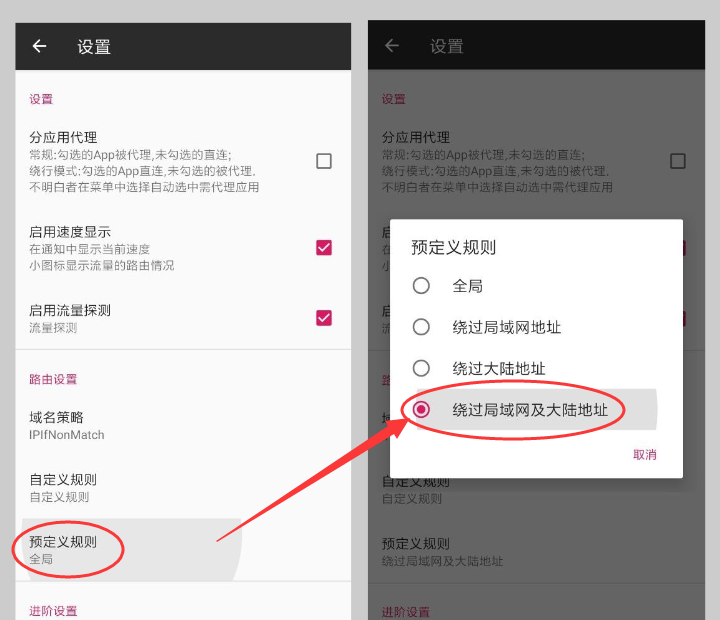 设置
设置
分应用代理
常规:勾选的App被代理,未勾选的直连;
绕行模式:勾选的App直连,未勾选的被代理.
不明白者在菜单中选择自动选中需代理应用
启用速度显示
在通知中显示当前速度
小图标显示流量的路由情况
启用流量探测
流量探测
路由设置
域名策略
IPIfNonMatch
自定义规则
自定义规则
预定义规则
全局
进阶设置
设置
设置
分应用代理
常规:勾选的App被代理,未勾选的直连;
绕行模式:勾选的App直连,未勾选的被代理.
不明白者在菜单中选择自动选中需代理应用
预定义规则
全局
绕过局域网地址
绕过大陆地址
绕过局域网及大陆地址
取消
自定义规则
自定义规则
预定义规则
绕过局域网及大陆地址
进阶设置